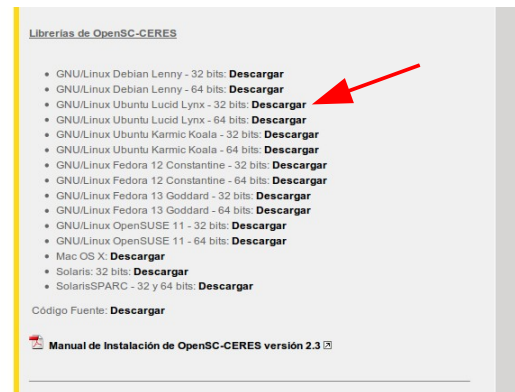 Librerías de OpenSC-CERES
GNU/Linux Debian Lenny - 32 bits: Descargar
GNU/Linux Debian Lenny - 64 bits: Descargar
GNU/Linux Ubuntu Lucid Lynx - 32 bits: Descargar
GNU/Linux Ubuntu Lucid Lynx - 64 bits: Descargar
GNU/Linux Ubuntu Karmic Koala - 32 bits: Descargar
GNU/Linux Ubuntu Karmic Koala - 64 bits: Descargar
GNU/Linux Fedora 12 Constantine - 32 bits: Descargar
GNU/Linux Fedora 12 Constantine - 64 bits: Descargar
GNU/Linux Fedora 13 Goddard - 32 bits: Descargar
GNU/Linux Fedora 13 Goddard - 64 bits: Descargar
GNU/Linux OpenSUSE 11 - 32 bits: Descargar
GNU/Linux OpenSUSE 11 - 64 bits: Descargar
Mac OS X: Descargar
Solaris: 32 bits: Descargar
SolarisSPARC - 32 y 64 bits: Descargar
Código Fuente: Descargar
Manual de Instalación de OpenSC-CERES versión 2.3